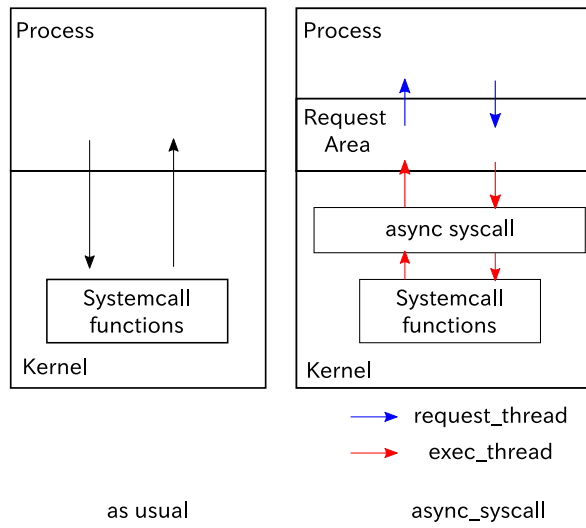 Process
Systemcall
functions
Kernel
as usual
Process
Request
Area
async syscall
Systemcall
functions
Kernel
request_thread
exec_thread
async_syscall